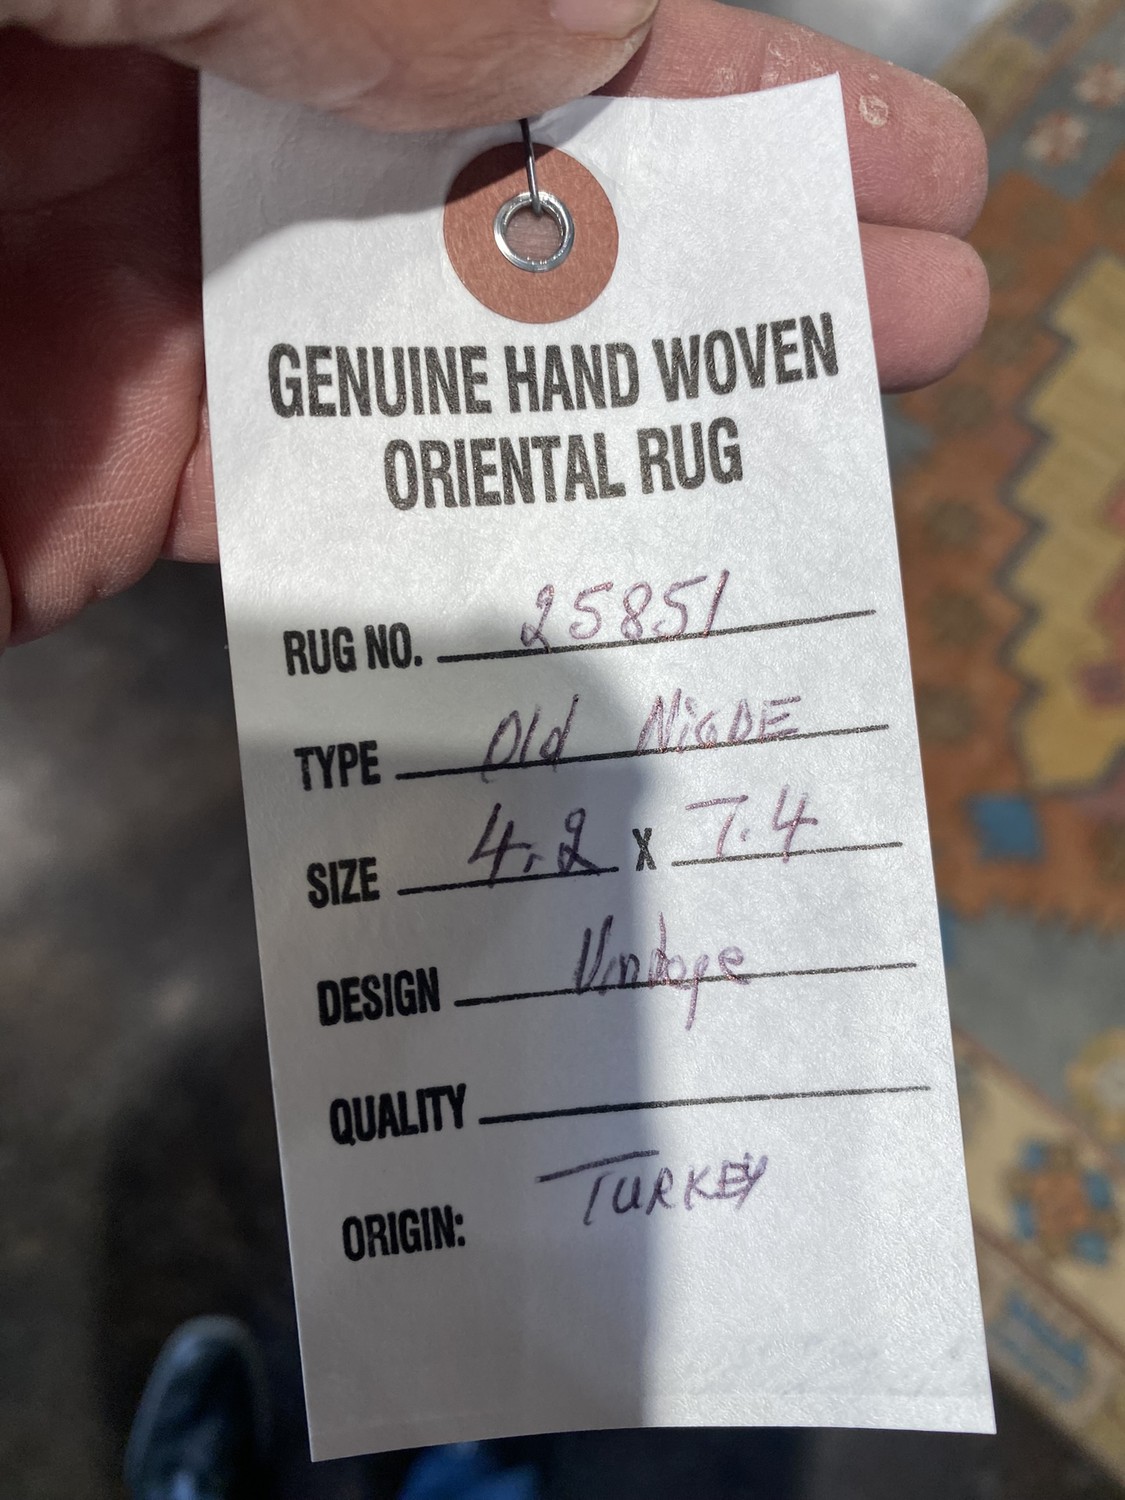 GENUINE HAND WOVEN
ORIENTAL RUG
RUG NO. 25851
TYPE Old NiGDE
SIZE 4.2 X 7.4
DESIGN Vintage
QUALITY
ORIGIN: TURKEY